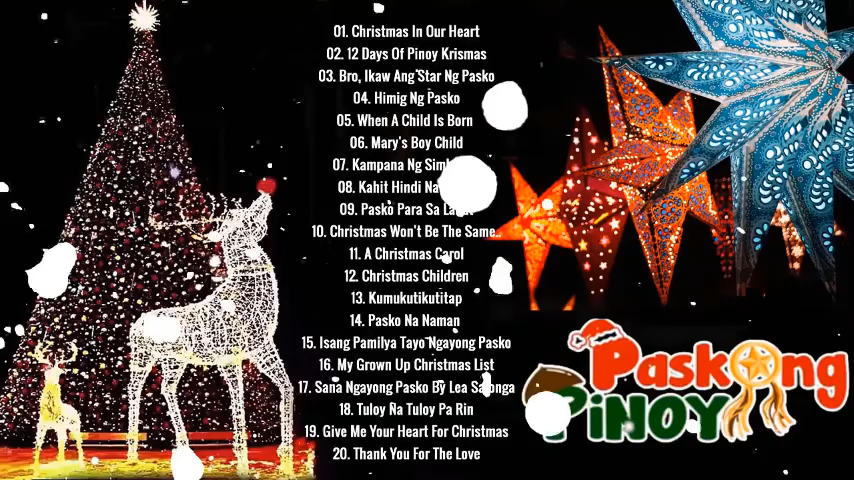 01. Christmas In Our Heart
02. 12 Days Of Pinoy Krismas
03. Bro, Ikaw Ang Star Ng Pasko
04. Himig Ng Pasko
05. When A Child Is Born
06. Mary's Boy Child
07. Kampana Ng
08. Kahit Hindi
09. Pasko Para Sa
10. Christmas Won't Be The Same..
11. A Christmas Carol
12. Christmas Children
13. Kumukutikutitap
14. Pasko Na Naman
15. Isang Pamilya Tayo Ngayong Pasko
16. My Grown Up Christmas List
17. Sana Ngayong Pasko By Lea Salonga
18. Tuloy Na Tuloy Pa Rin
19. Give Me Your Heart For Christmas
20. Thank You For The Love
Paskong
PiNOY